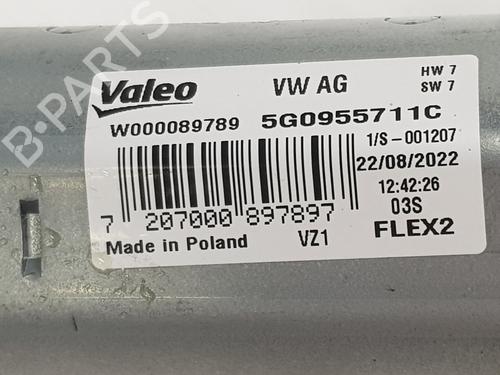 Valeo VW AG HW 7
SW 7
W000089789 5G0955711C
1/S-001207
22/08/2022
12:42:26
03S
7 207000 897897
Made in Poland VZ1 FLEX2
B-PARTS